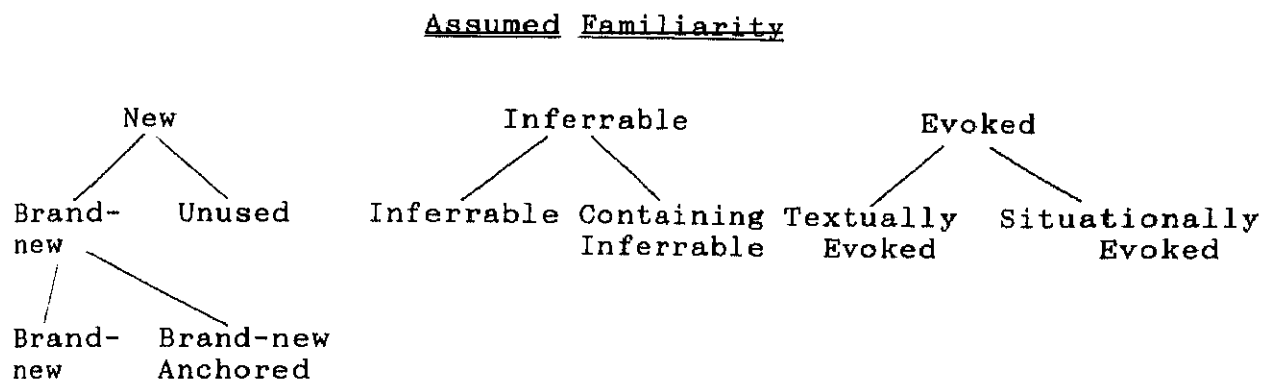 Assumed Familiarity
New Inferrable Evoked
Brand-
new Unused Inferrable Containing
Inferrable Textually
Evoked Situationally
Evoked
Brand-
new Brand-new
Anchored